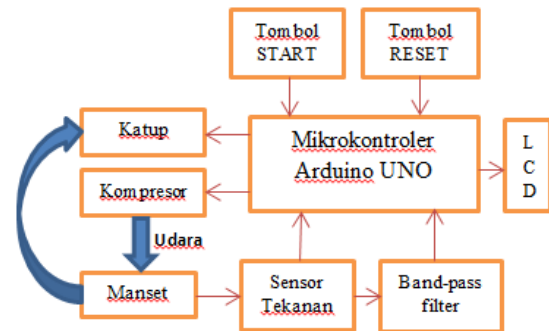 Tombol
START
Tombol
RESET
Katup
Mikrokontroler
Arduino UNO
L
C
D
Kompresor
Udara
Manset
Sensor
Tekanan
Band-pass
filter